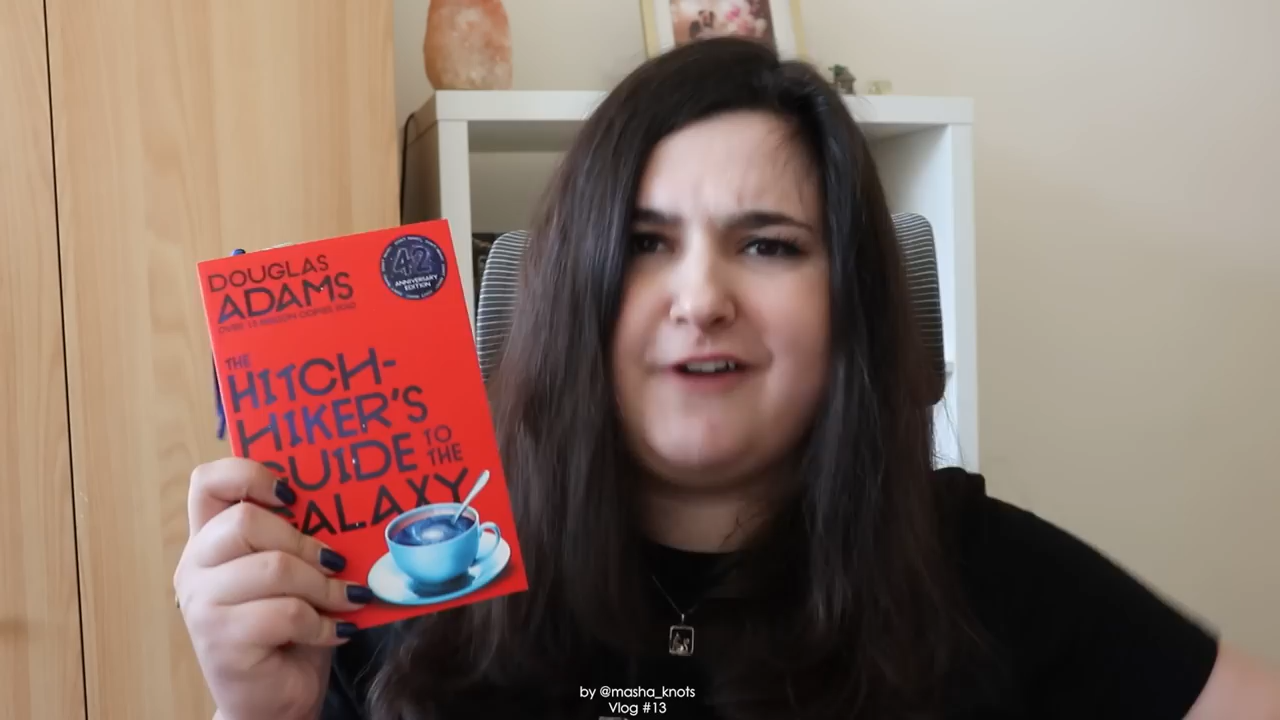 DOUGLAS
ADAMS
42
ANNIVERSARY
EDITION
THE
HITCH-
HIKER'S
GUIDE TO
THE
GALAXY
by @masha_knots
Vlog #13